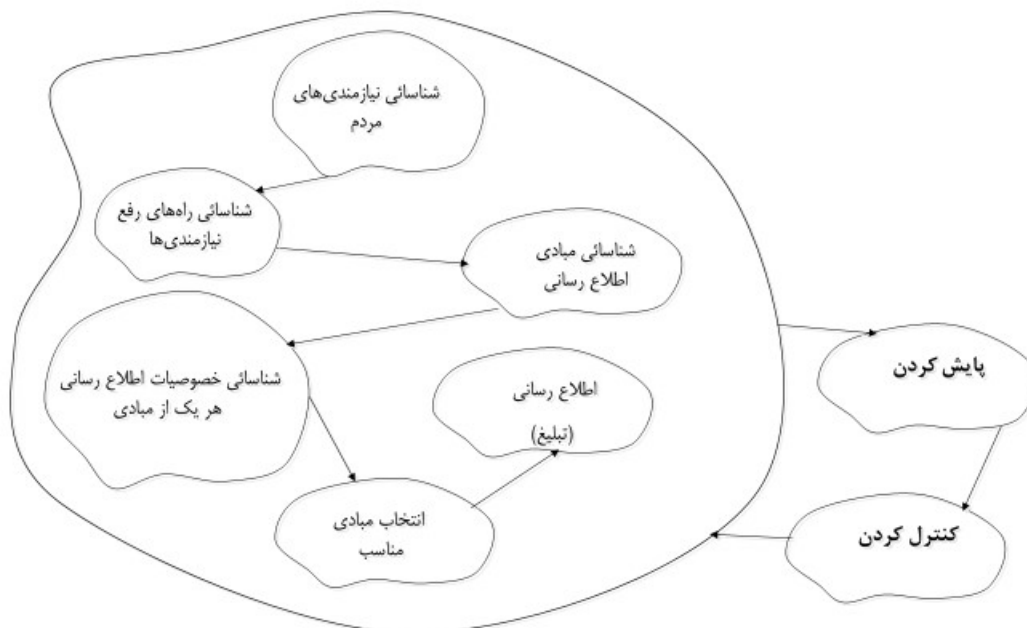 شناسائی نیازمندی‌های
مردم
شناسائی راه‌های رفع
نیازمندی‌ها
شناسائی مبادی
اطلاع رسانی
شناسائی خصوصیات اطلاع رسانی
هر یک از مبادی
اطلاع رسانی
(تبلیغ)
انتخاب مبادی
مناسب
پایش کردن
کنترل کردن